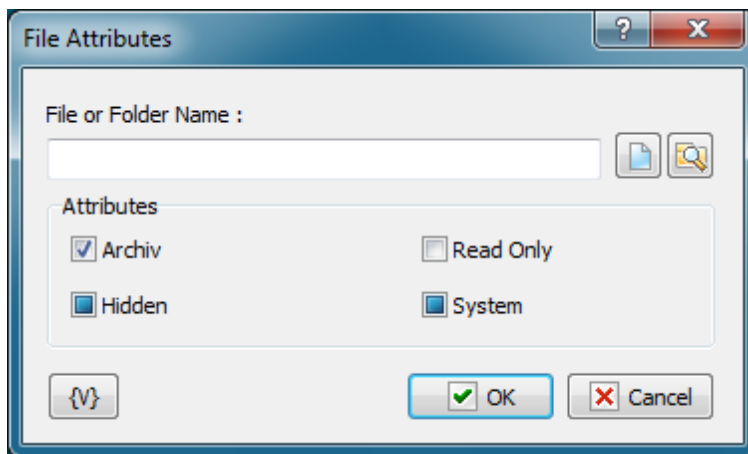 File Attributes
?
File or Folder Name :
Attributes
Archiv
Read Only
Hidden
System
{V}
OK
Cancel